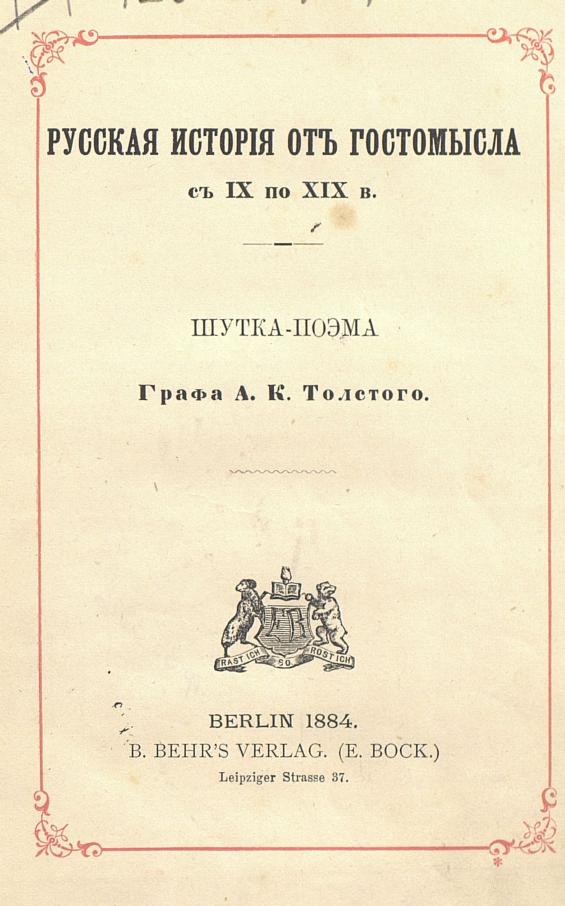 РУССКАЯ ИСТОРІЯ ОТЪ ГОСТОМЫСЛА
съ IX по XIX в.
ШУТКА-ПОЭМА
Графа А. К. Толстого.
EB
RAST ICH SO ROST ICH
BERLIN 1884.
B. BEHR'S VERLAG. (E. BOCK.)
Leipziger Strasse 37.
*